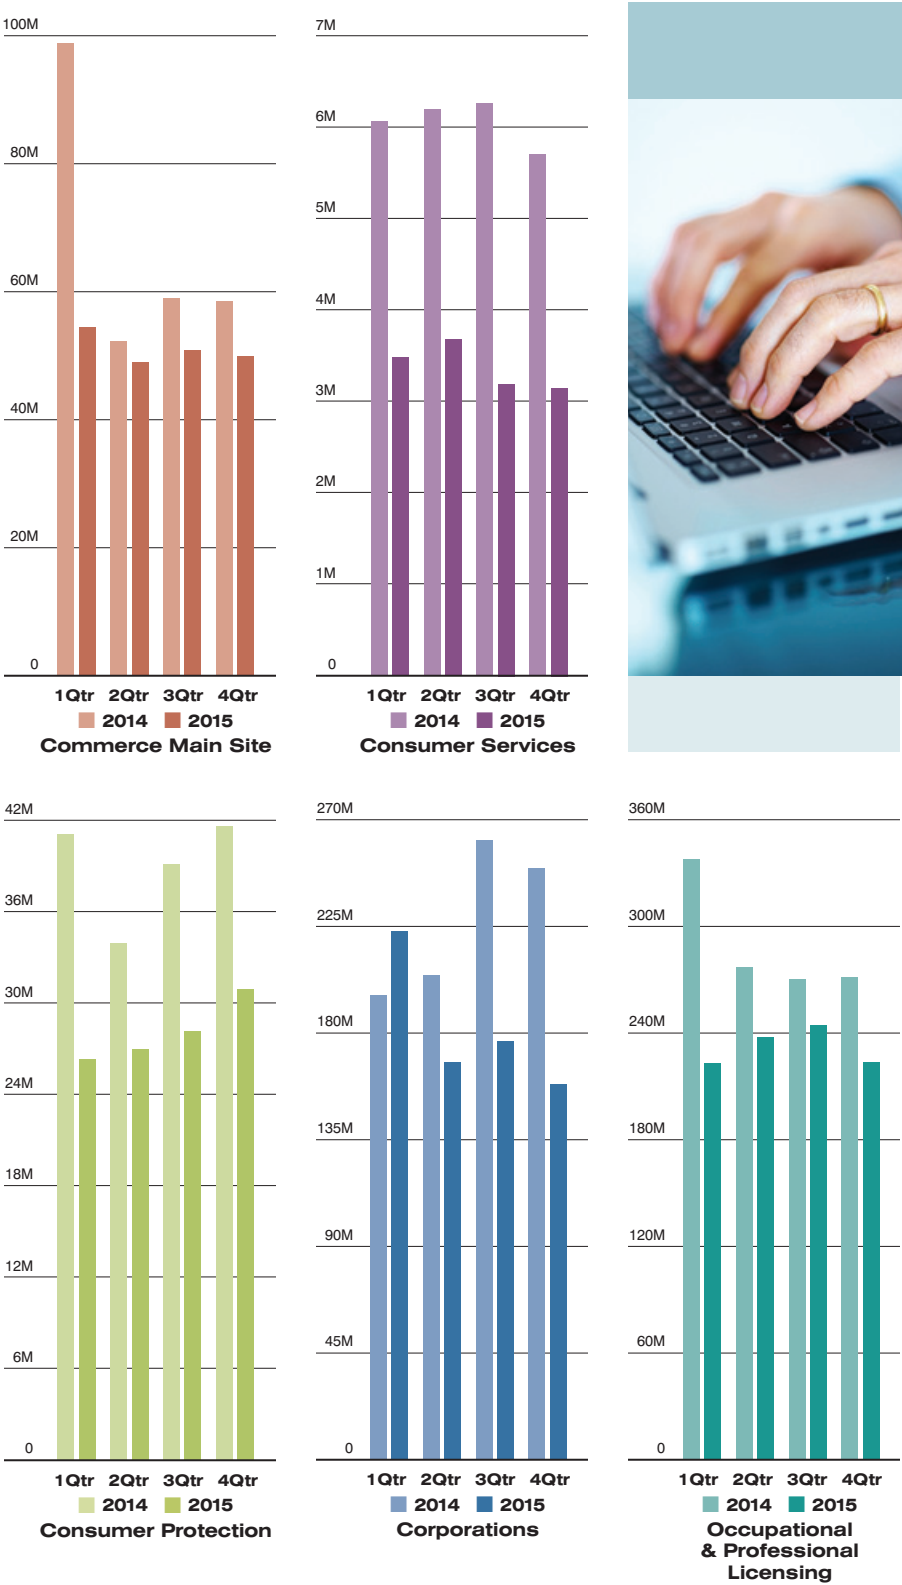 100M
80M
60M
40M
20M
0
1Qtr 2Qtr 3Qtr 4Qtr
2014 2015
Commerce Main Site
7M
6M
5M
4M
3M
2M
1M
0
1Qtr 2Qtr 3Qtr 4Qtr
2014 2015
Consumer Services
42M
36M
30M
24M
18M
12M
6M
0
1Qtr 2Qtr 3Qtr 4Qtr
2014 2015
Consumer Protection
270M
225M
180M
135M
90M
45M
0
1Qtr 2Qtr 3Qtr 4Qtr
2014 2015
Corporations
360M
300M
240M
180M
120M
60M
0
1Qtr 2Qtr 3Qtr 4Qtr
2014 2015
Occupational
& Professional
Licensing